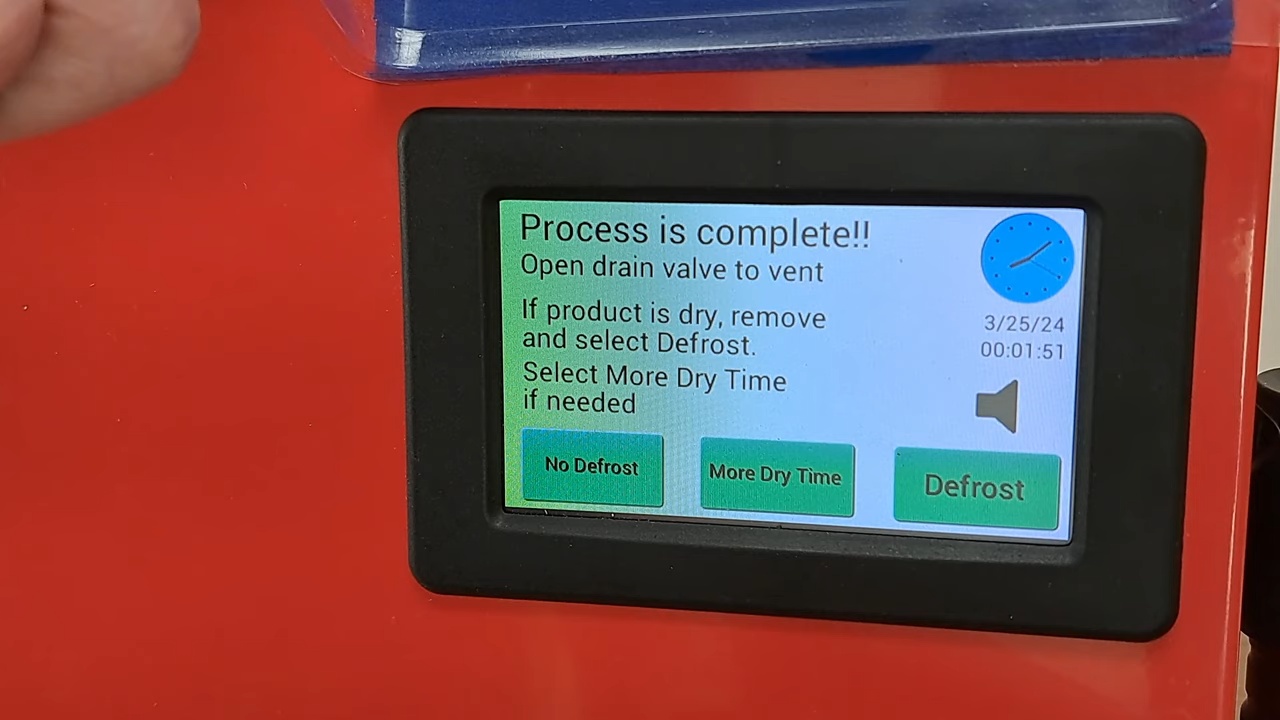 Process is complete!!
Open drain valve to vent
If product is dry, remove
and select Defrost.
Select More Dry Time
if needed
3/25/24
00:01:51
No Defrost
More Dry Time
Defrost